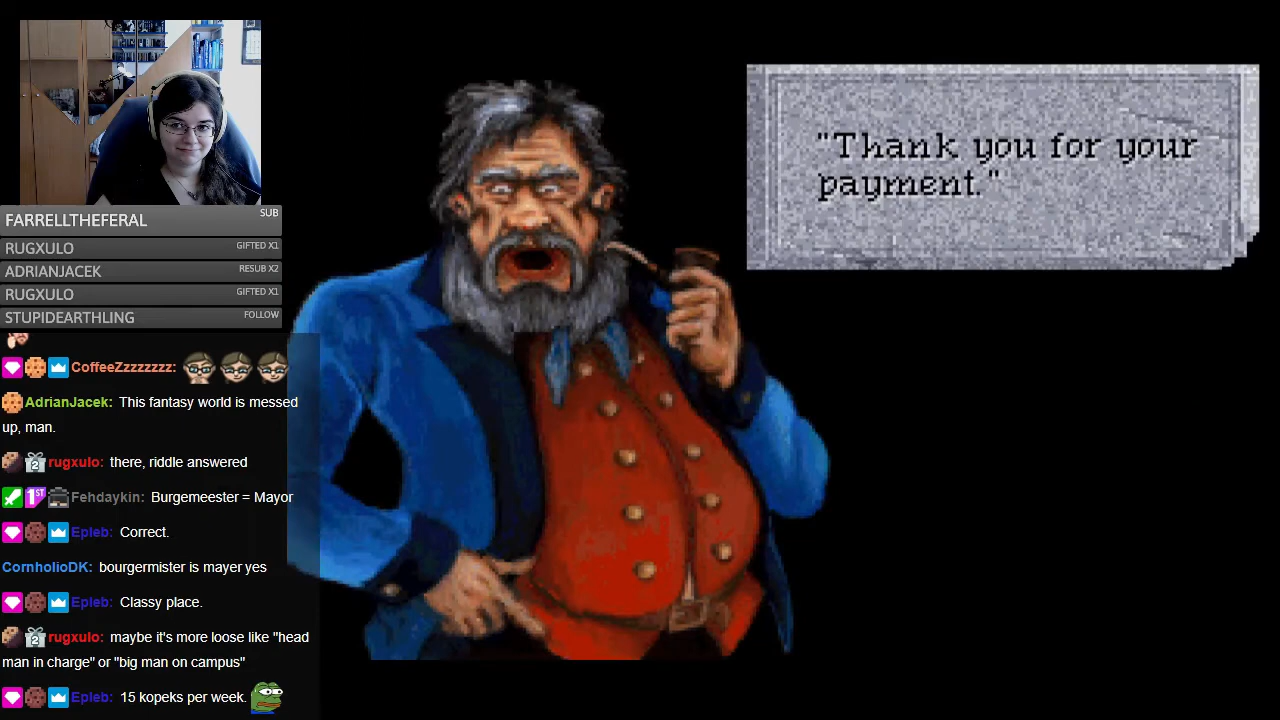 "Thank you for your
payment."
FARRELLTHEFERAL SUB
RUGXULO GIFTED X1
ADRIANJACEK RESUB X2
RUGXULO GIFTED X1
STUPIDEARTHLING FOLLOW
CoffeeZzzzzzzz:
AdrianJacek: This fantasy world is messed
up, man.
2 rugxulo: there, riddle answered
1ST Fehdaykin: Burgemeester = Mayor
Epleb: Correct.
CornholioDK: bourgermister is mayer yes
Epleb: Classy place.
2 rugxulo: maybe it's more loose like "head
man in charge" or "big man on campus"
Epleb: 15 kopeks per week.